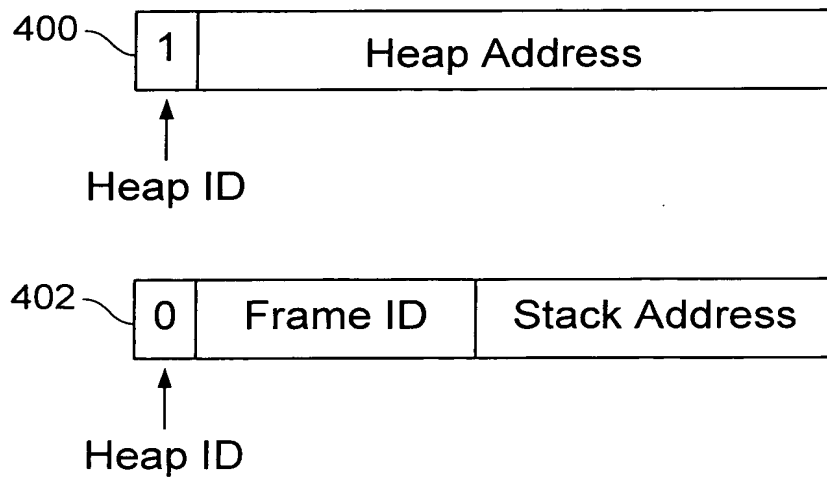 400 1 Heap Address
Heap ID
402 0 Frame ID Stack Address
Heap ID